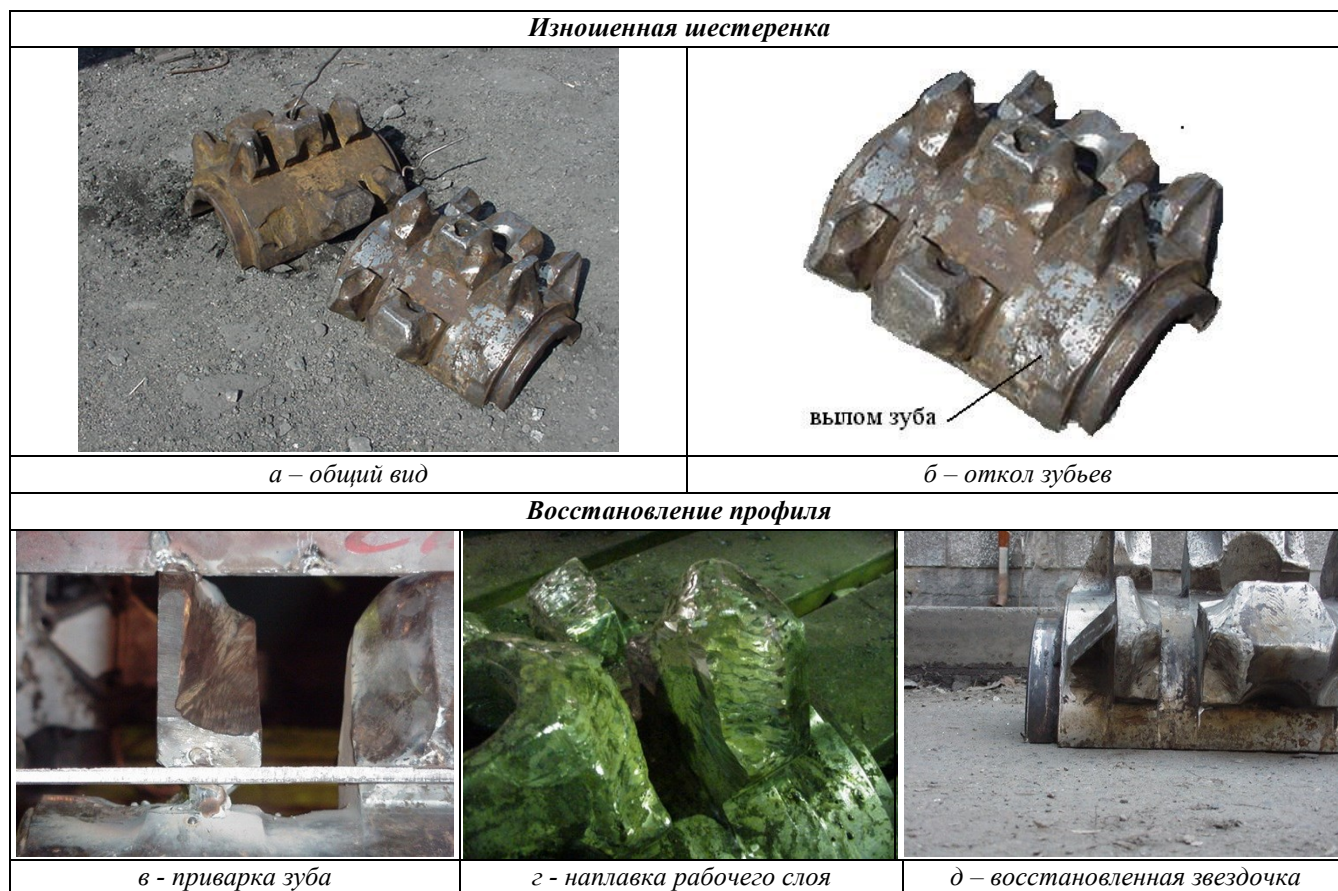 Изношенная шестеренка
вылом зуба
а – общий вид
б – откол зубьев
Восстановление профиля
в - приварка зуба
г - наплавка рабочего слоя
д – восстановленная звездочка